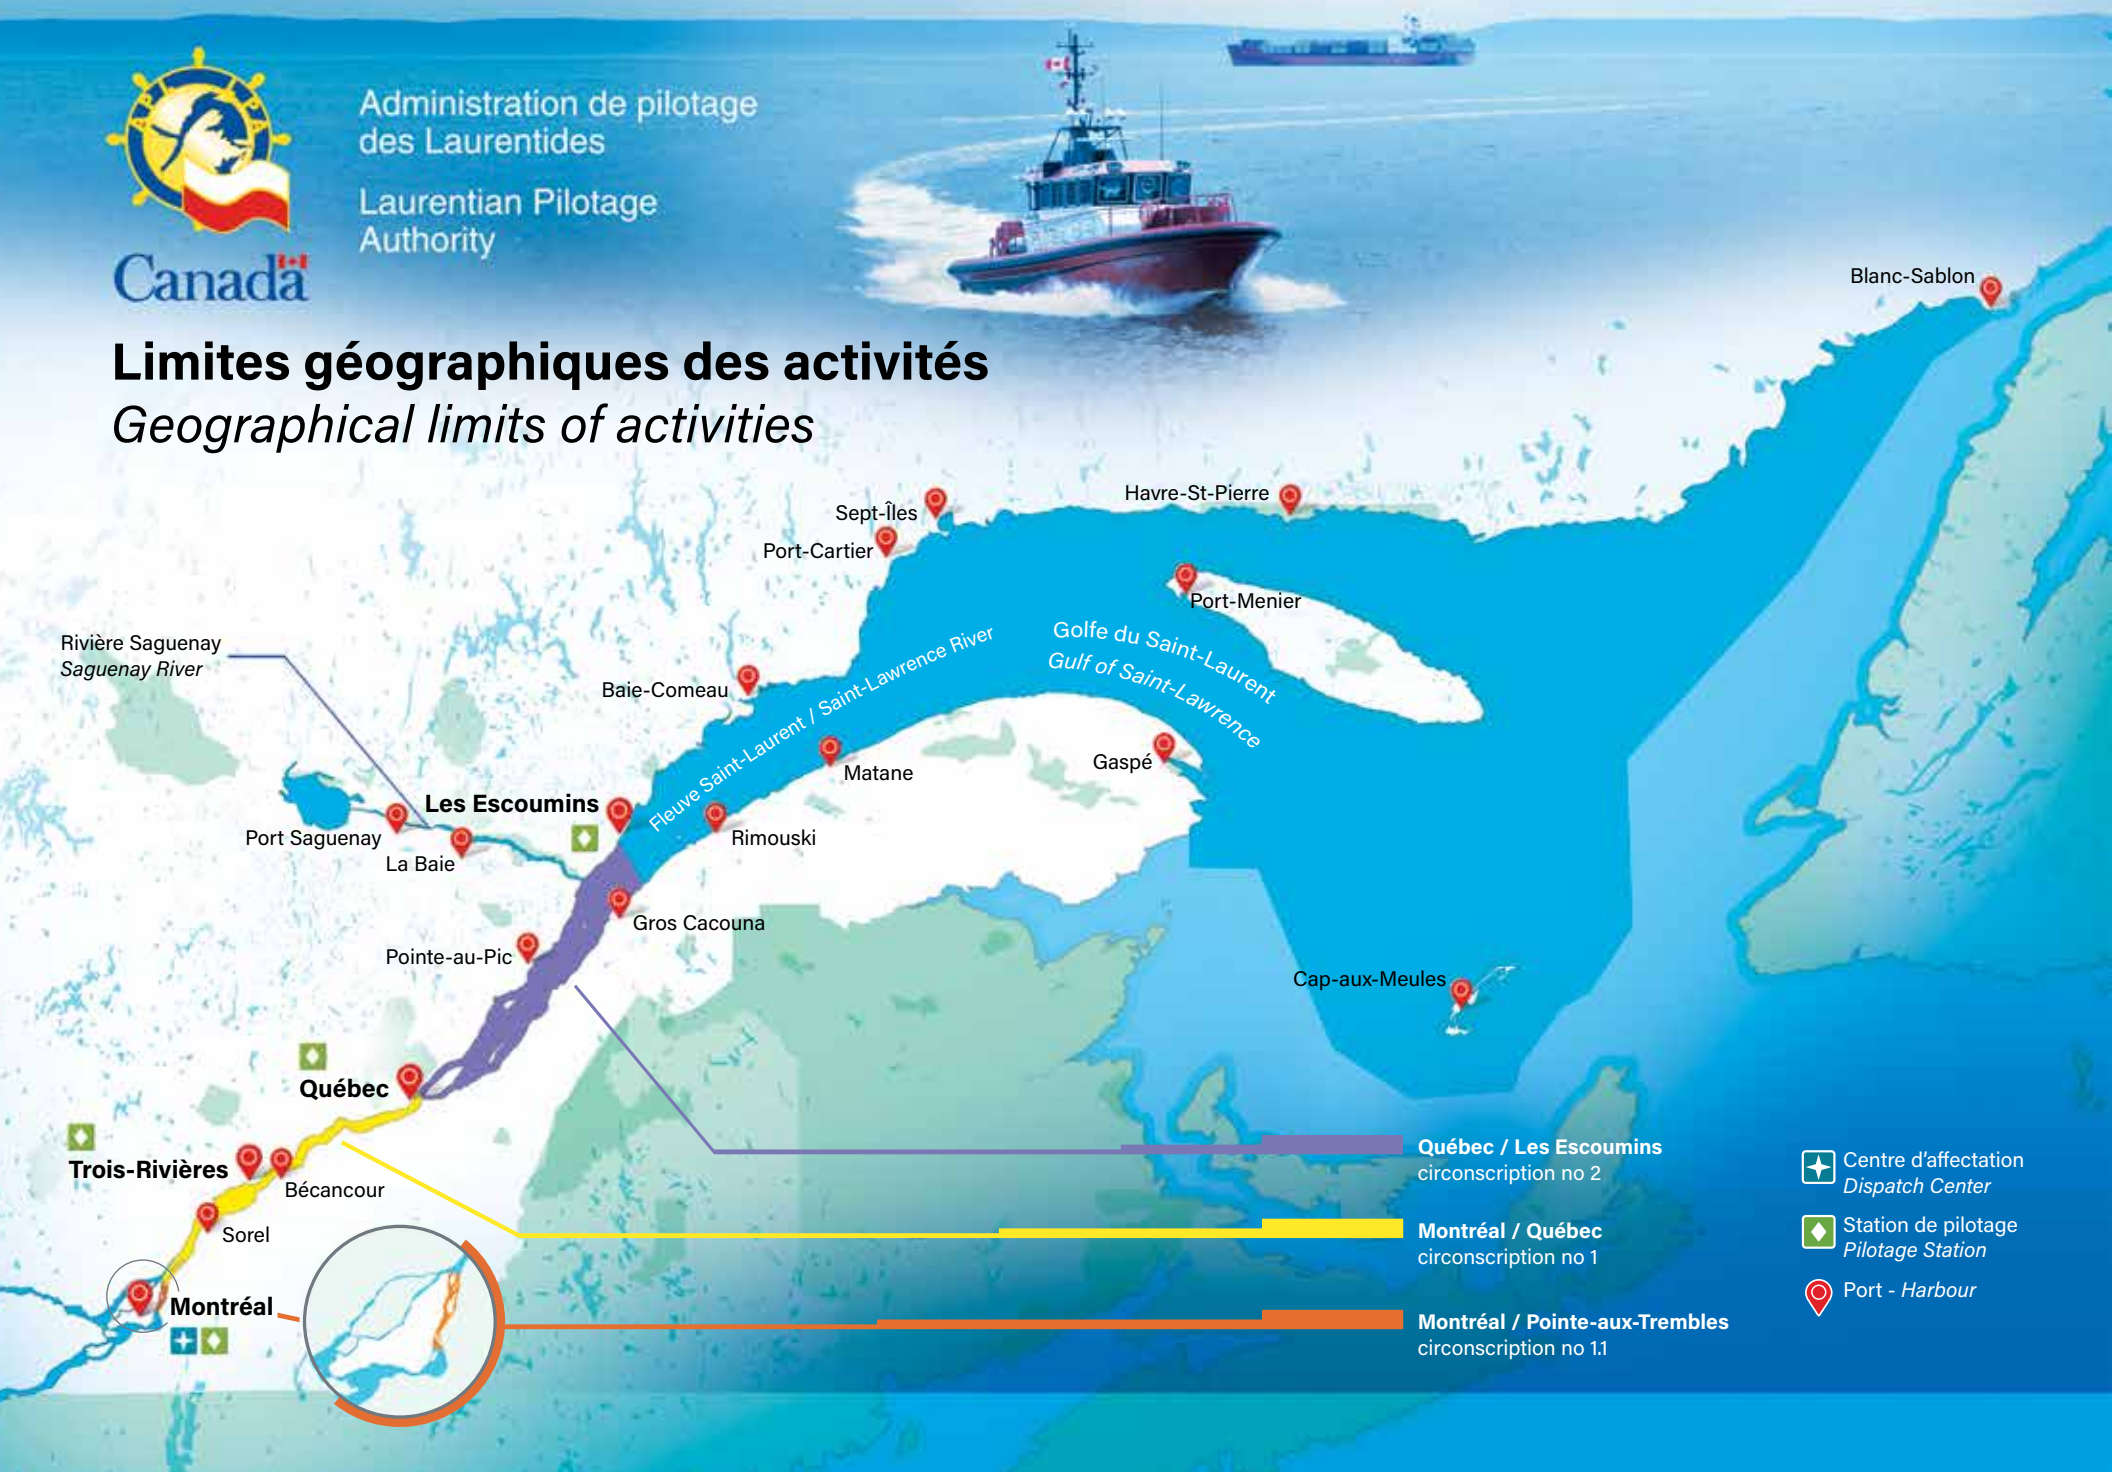 APL LPA
Administration de pilotage
des Laurentides
Laurentian Pilotage
Authority
Canada
Limites géographiques des activités
Geographical limits of activities
Blanc-Sablon
Havre-St-Pierre
Sept-Îles
Port-Cartier
Port-Menier
Rivière Saguenay
Saguenay River
Golfe du Saint-Laurent
Gulf of Saint-Lawrence
Fleuve Saint-Laurent / Saint-Lawrence River
Baie-Comeau
Matane
Gaspé
Les Escoumins
Port Saguenay
La Baie
Rimouski
Gros Cacouna
Pointe-au-Pic
Cap-aux-Meules
Québec
Trois-Rivières
Bécancour
Sorel
Montréal
Québec / Les Escoumins
circonscription no 2
Montréal / Québec
circonscription no 1
Montréal / Pointe-aux-Trembles
circonscription no 1.1
Centre d'affectation
Dispatch Center
Station de pilotage
Pilotage Station
Port - Harbour